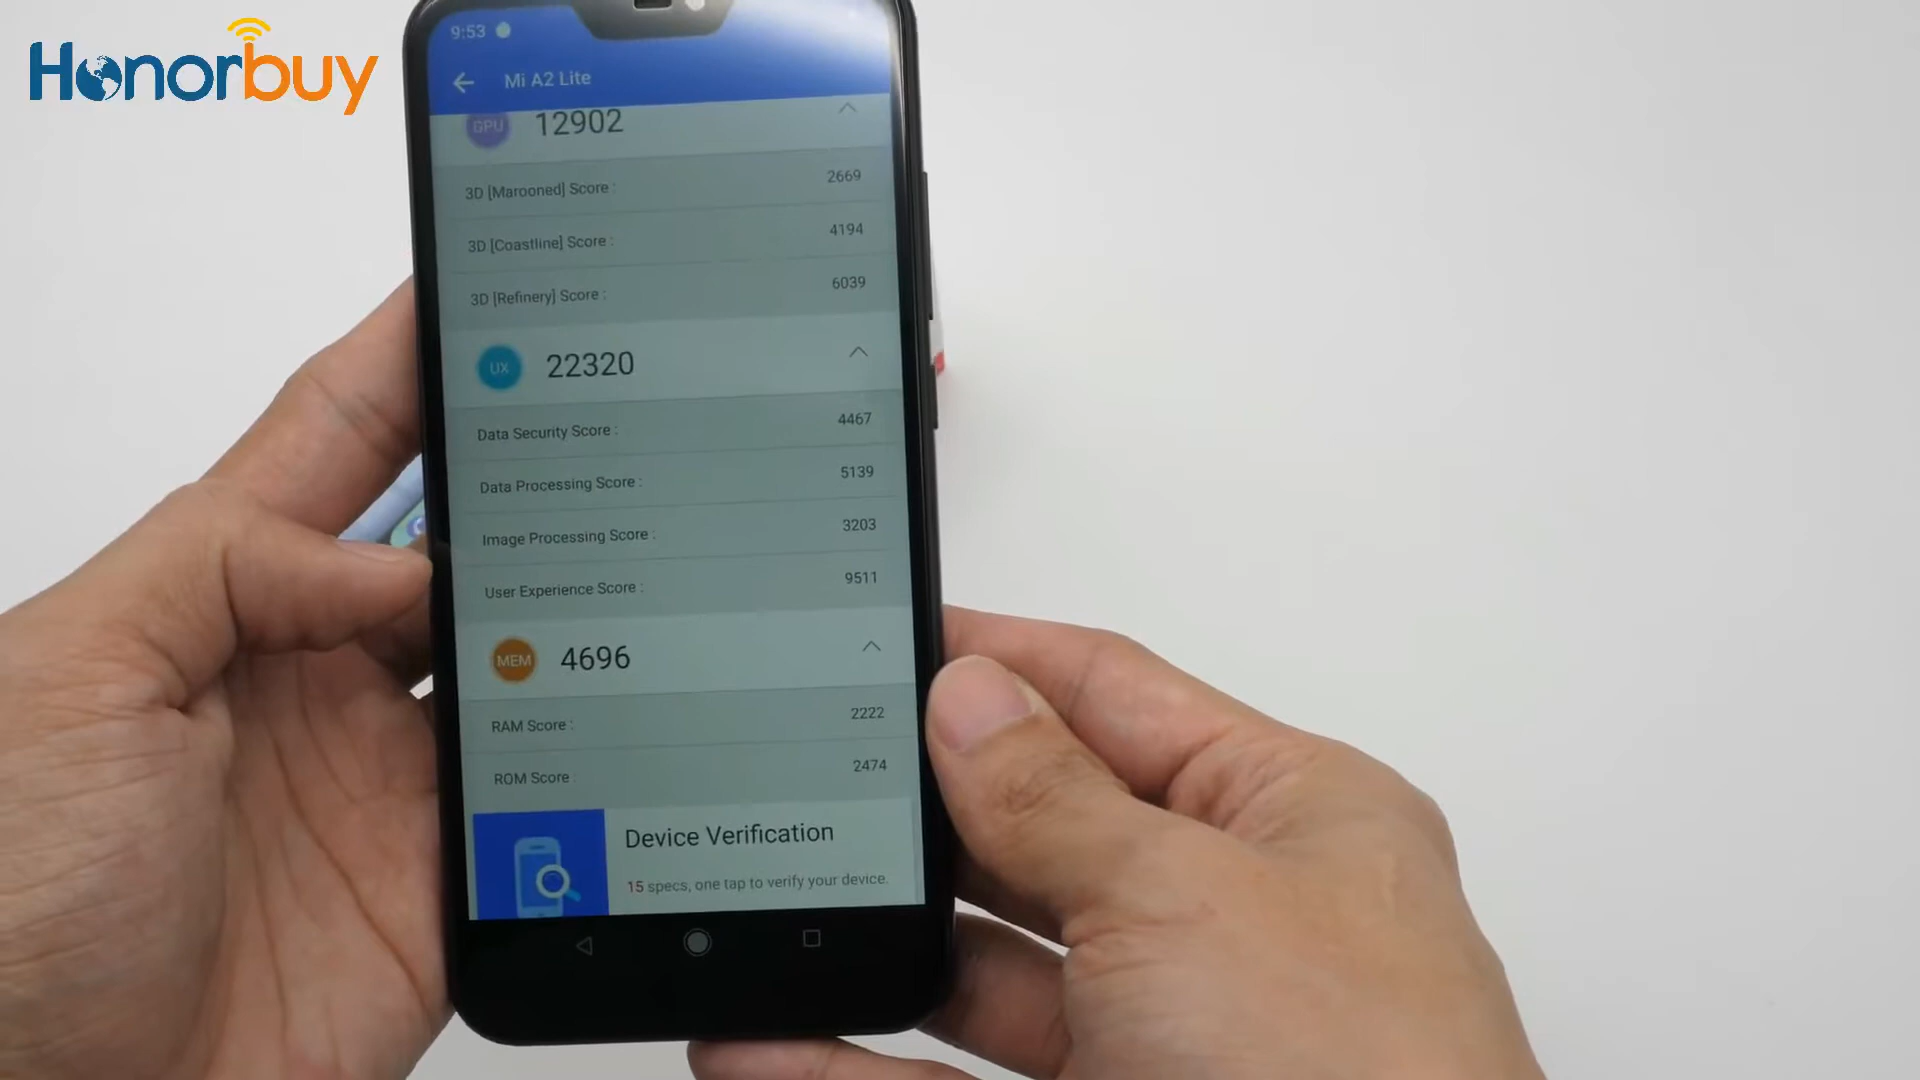 Honorbuy
9:53
Mi A2 Lite
GPU 12902
3D [Marooned] Score : 2669
3D [Coastline] Score : 4194
3D [Refinery] Score : 6039
UX 22320
Data Security Score : 4467
Data Processing Score : 5139
Image Processing Score : 3203
User Experience Score : 9511
MEM 4696
RAM Score : 2222
ROM Score : 2474
Device Verification
15 specs, one tap to verify your device.